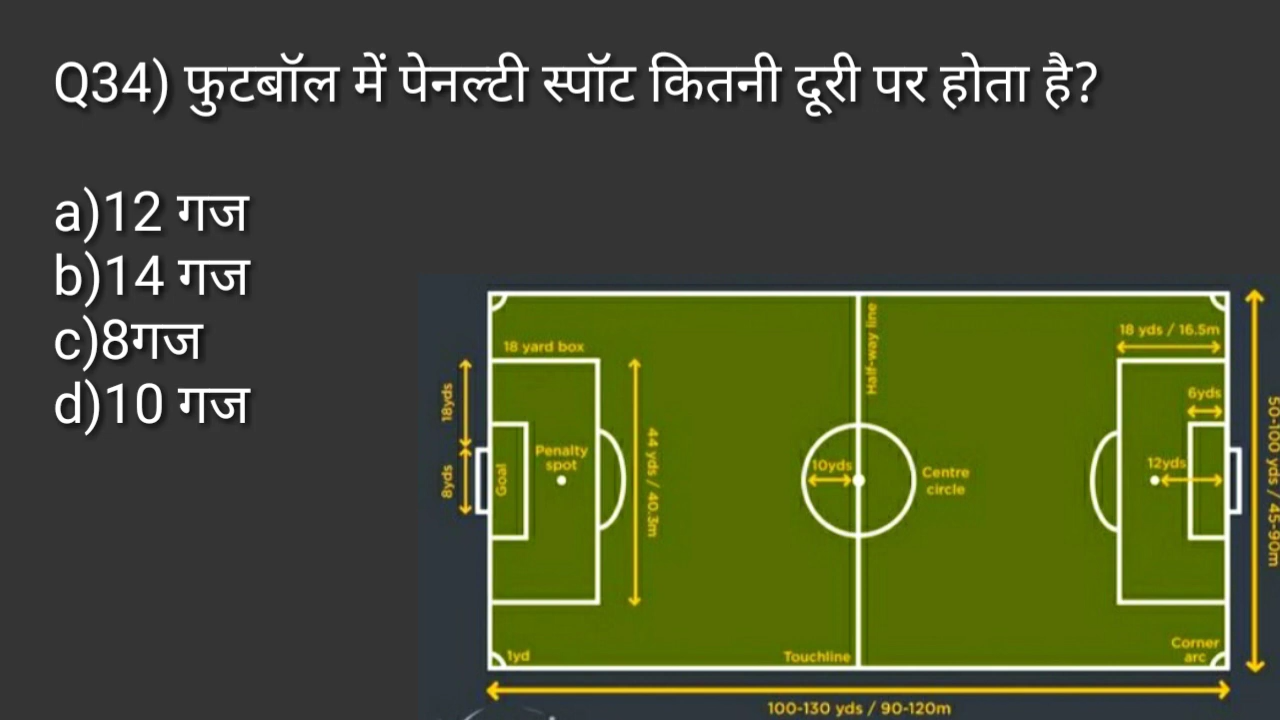 Q34) फुटबॉल में पेनल्टी स्पॉट कितनी दूरी पर होता है?
a)12 गज
b)14 गज
c)8गज
d)10 गज
18 yard box
18yds
8yds
Goal
Penalty
spot
44 yds / 40.3m
Half-way line
10yds
Centre
circle
18 yds / 16.5m
6yds
12yds
50-100 yds / 45-90m
1yd
Touchline
Corner
arc
100-130 yds / 90-120m